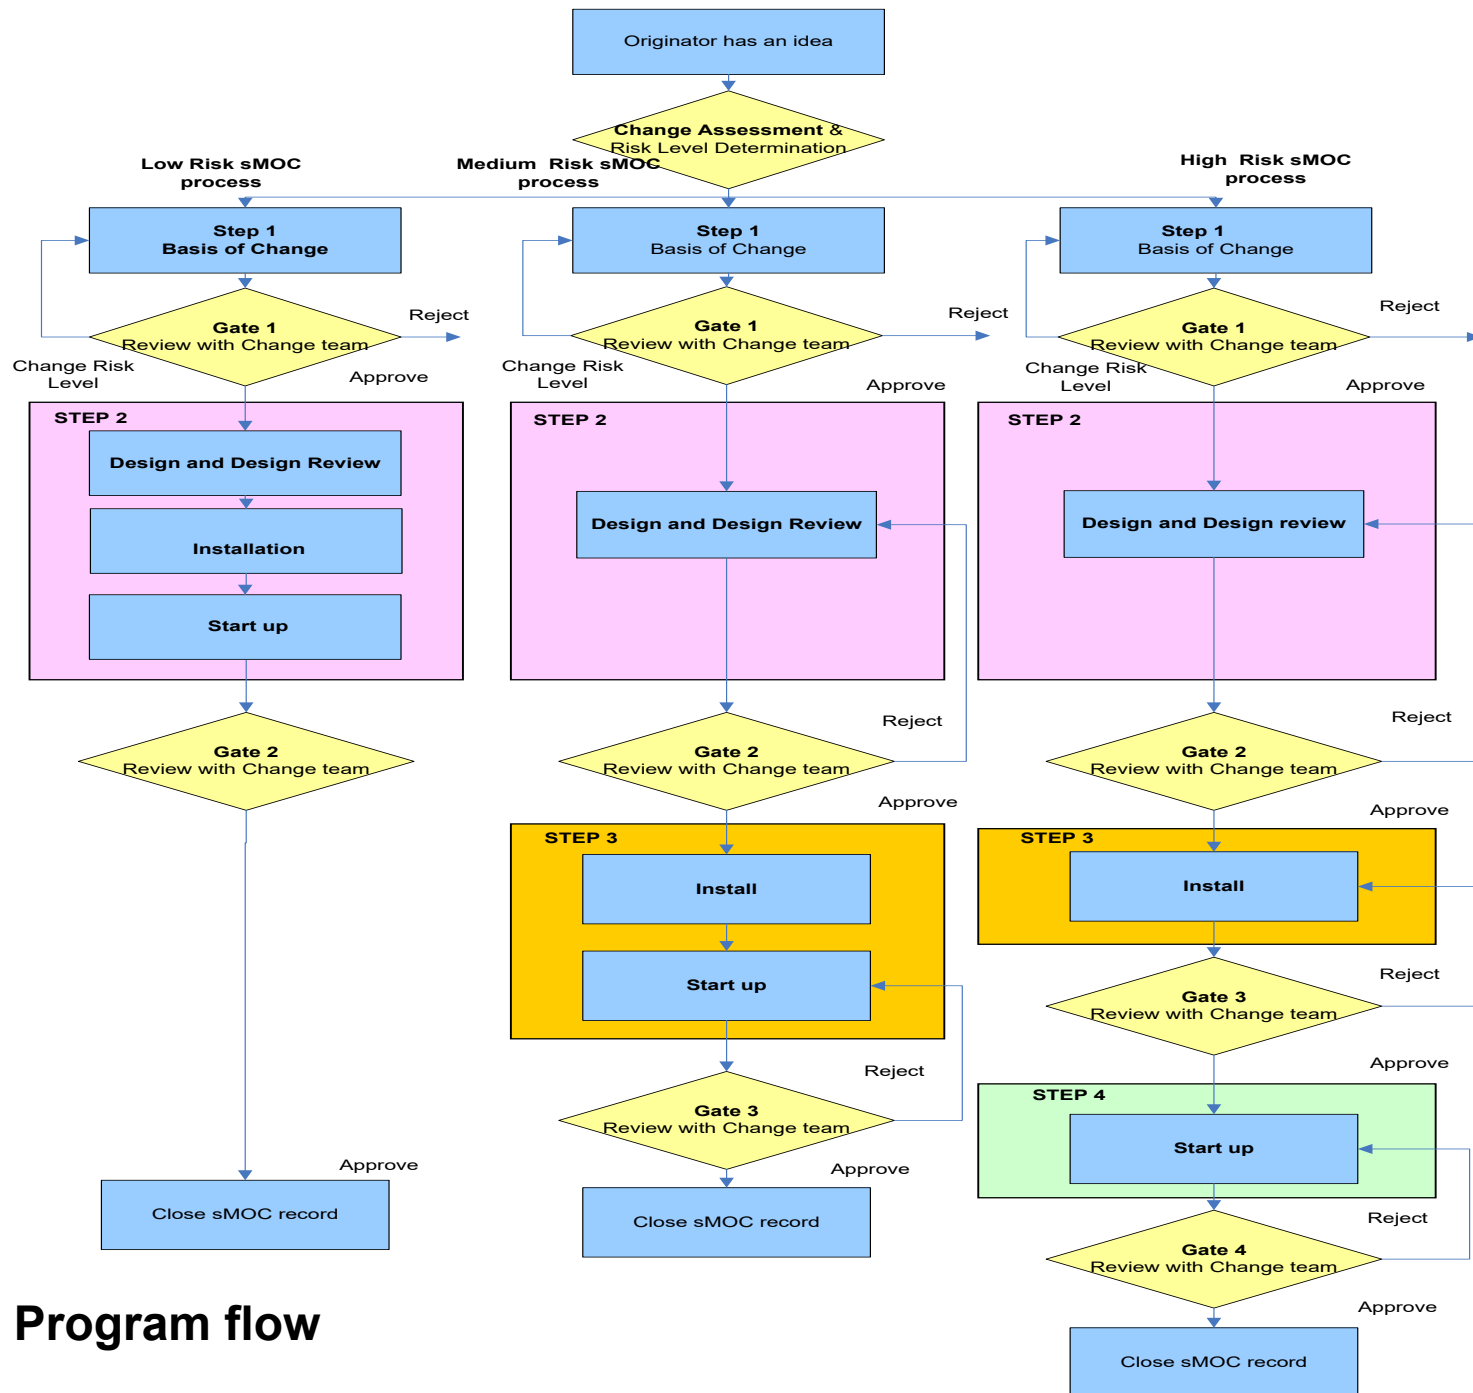 Originator has an idea
Change Assessment &
Risk Level Determination
Low Risk sMOC
process
Medium  Risk sMOC
process
High  Risk sMOC
process
Step 1
Basis of Change
Step 1
Basis of Change
Step 1
Basis of Change
Gate 1
Review with Change team
Reject
Change Risk
Level
Approve
Gate 1
Review with Change team
Reject
Change Risk
Level
Approve
Gate 1
Review with Change team
Reject
Change Risk
Level
Approve
STEP 2
Design and Design Review
Installation
Start up
STEP 2
Design and Design Review
STEP 2
Design and Design review
Gate 2
Review with Change team
Gate 2
Review with Change team
Reject
Approve
Gate 2
Review with Change team
Reject
Approve
STEP 3
Install
Start up
STEP 3
Install
Gate 3
Review with Change team
Reject
Approve
Gate 3
Review with Change team
Reject
Approve
STEP 4
Start up
Approve
Close sMOC record
Close sMOC record
Gate 4
Review with Change team
Reject
Approve
Close sMOC record
Program flow